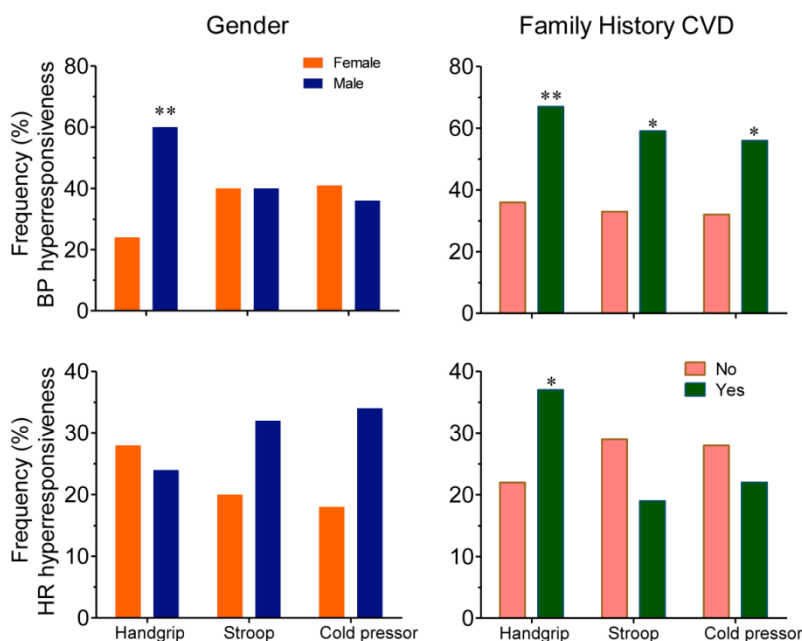 Gender
Family History CVD
Frequency (%)
BP hyperresponsiveness
80
60
40
20
0
Female
Male
**
80
60
40
20
0
**
*
*
Frequency (%)
HR hyperresponsiveness
40
30
20
10
0
Handgrip Stroop Cold pressor
40
30
20
10
0
*
No
Yes
Handgrip Stroop Cold pressor